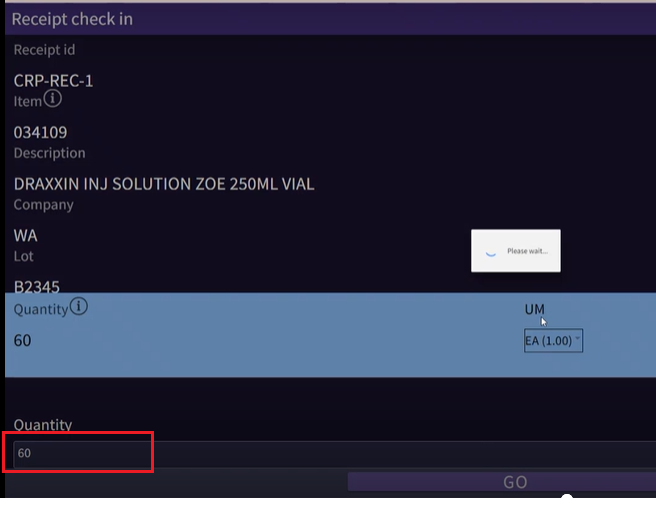 Receipt check in
Receipt id
CRP-REC-1
Item
034109
Description
DRAXXIN INJ SOLUTION ZOE 250ML VIAL
Company
WA
Lot
Please wait...
B2345
Quantity UM
60 EA (1.00)
Quantity
60
GO